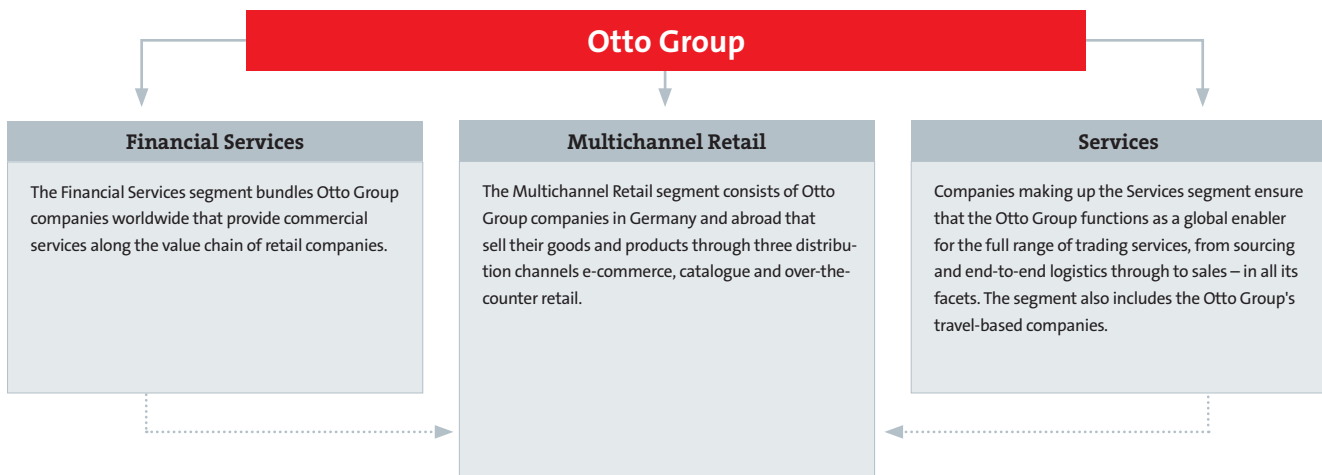 Otto Group
Financial Services
The Financial Services segment bundles Otto Group
companies worldwide that provide commercial
services along the value chain of retail companies.
Multichannel Retail
The Multichannel Retail segment consists of Otto
Group companies in Germany and abroad that
sell their goods and products through three distribu-
tion channels e-commerce, catalogue and over-the-
counter retail.
Services
Companies making up the Services segment ensure
that the Otto Group functions as a global enabler
for the full range of trading services, from sourcing
and end-to-end logistics through to sales – in all its
facets. The segment also includes the Otto Group's
travel-based companies.